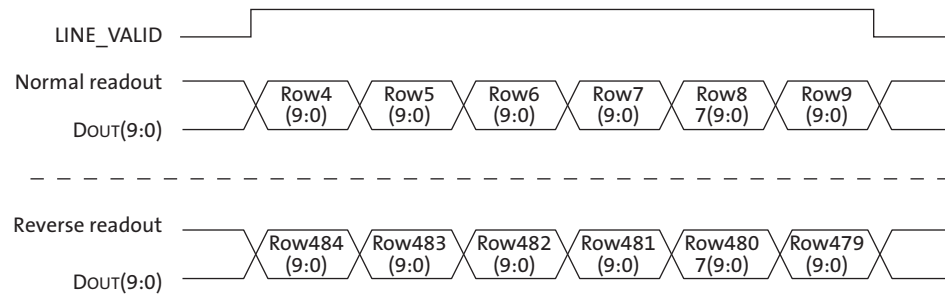 LINE_VALID
Normal readout
Row4 Row5 Row6 Row7 Row8 Row9
(9:0) (9:0) (9:0) (9:0) 7(9:0) (9:0)
DOUT(9:0)
Reverse readout
Row484 Row483 Row482 Row481 Row480 Row479
(9:0) (9:0) (9:0) (9:0) 7(9:0) (9:0)
DOUT(9:0)